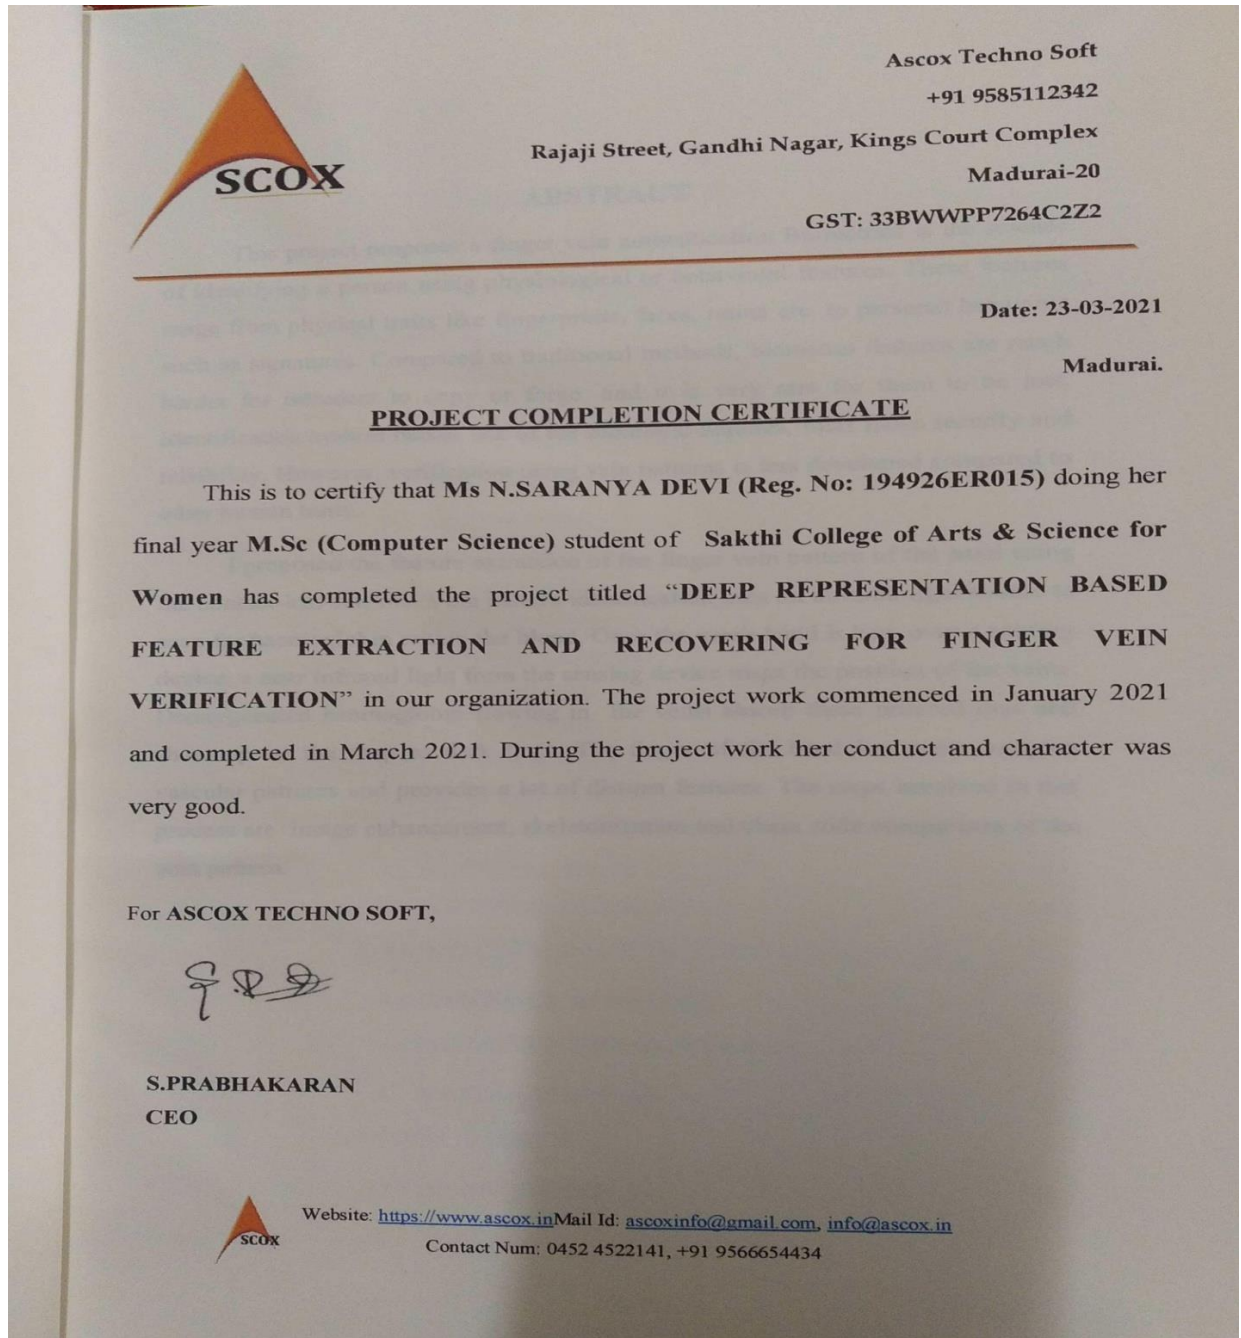 Ascox Techno Soft
+91 9585112342
Rajaji Street, Gandhi Nagar, Kings Court Complex
Madurai-20
GST: 33BWWPP7264C2Z2
SCOX
Date: 23-03-2021
Madurai.
PROJECT COMPLETION CERTIFICATE
This is to certify that Ms N.SARANYA DEVI (Reg. No: 194926ER015) doing her
final year M.Sc (Computer Science) student of Sakthi College of Arts & Science for
Women has completed the project titled “DEEP REPRESENTATION BASED
FEATURE EXTRACTION AND RECOVERING FOR FINGER VEIN
VERIFICATION” in our organization. The project work commenced in January 2021
and completed in March 2021. During the project work her conduct and character was
very good.
For ASCOX TECHNO SOFT,
S.PRABHAKARAN
CEO
SCOX
Website: https://www.ascox.inMail Id: ascoxinfo@gmail.com, info@ascox.in
Contact Num: 0452 4522141, +91 9566654434